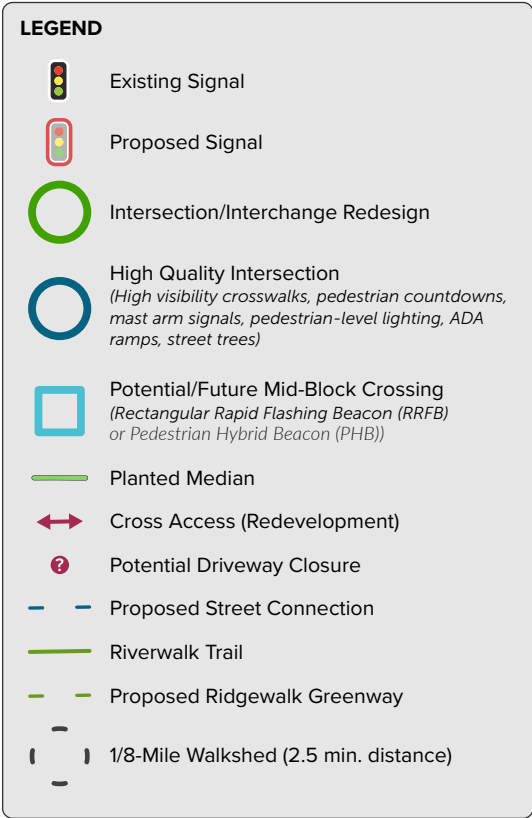 LEGEND
Existing Signal
Proposed Signal
Intersection/Interchange Redesign
High Quality Intersection
(High visibility crosswalks, pedestrian countdowns,
mast arm signals, pedestrian-level lighting, ADA
ramps, street trees)
Potential/Future Mid-Block Crossing
(Rectangular Rapid Flashing Beacon (RRFB)
or Pedestrian Hybrid Beacon (PHB))
Planted Median
Cross Access (Redevelopment)
? Potential Driveway Closure
Proposed Street Connection
Riverwalk Trail
Proposed Ridgewalk Greenway
1/8-Mile Walkshed (2.5 min. distance)